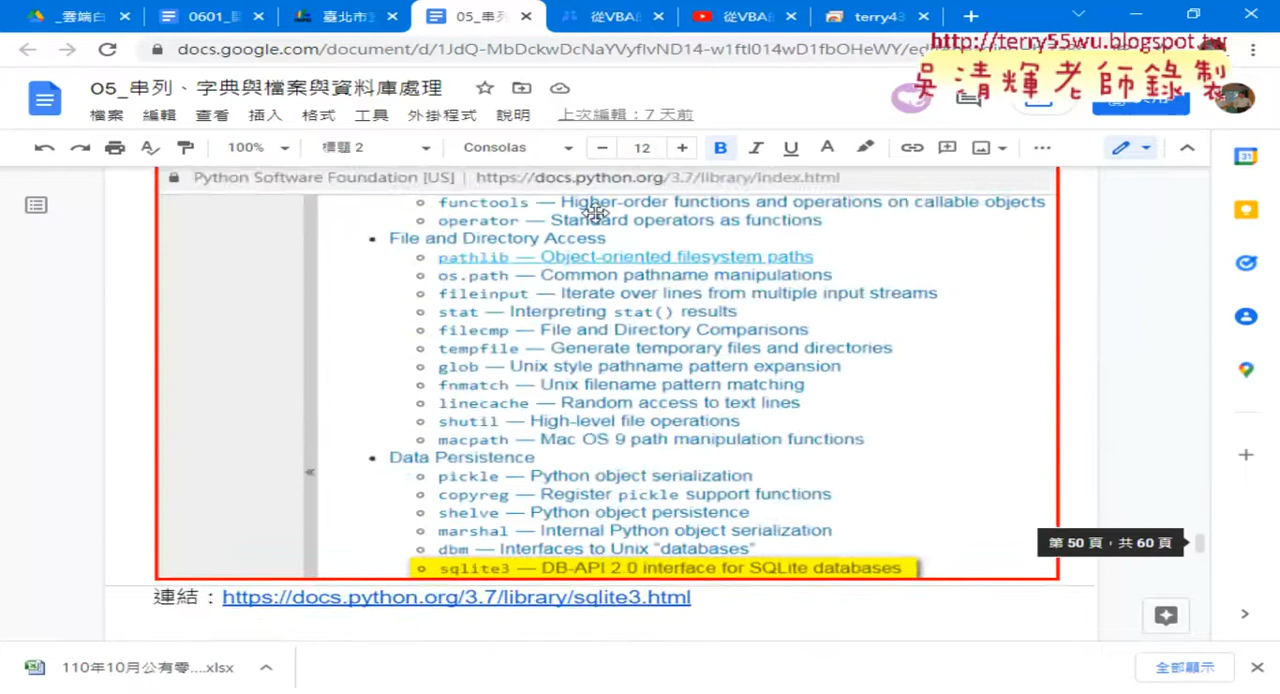 _雲端白
0601_
臺北市
05_串列
從VBA
從VBA
terry43
docs.google.com/document/d/1JdQ-MbDckwDcNaYVyflvND14-w1ftl014wD1fbOHeWY/ed
http://terry55wu.blogspot.tw
吳清輝老師錄製
05_串列、字典與檔案與資料庫處理
檔案 編輯 查看 插入 格式 工具 外掛程式 說明 上次編輯：7 天前
100% 標題 2 Consolas 12 B I U A
Python Software Foundation [US] | https://docs.python.org/3.7/library/index.html
functools — Higher-order functions and operations on callable objects
operator — Standard operators as functions
File and Directory Access
pathlib — Object-oriented filesystem paths
os.path — Common pathname manipulations
fileinput — Iterate over lines from multiple input streams
stat — Interpreting stat() results
filecmp — File and Directory Comparisons
tempfile — Generate temporary files and directories
glob — Unix style pathname pattern expansion
fnmatch — Unix filename pattern matching
linecache — Random access to text lines
shutil — High-level file operations
macpath — Mac OS 9 path manipulation functions
Data Persistence
pickle — Python object serialization
copyreg — Register pickle support functions
shelve — Python object persistence
marshal — Internal Python object serialization
dbm — Interfaces to Unix "databases"
第 50 頁，共 60 頁
sqlite3 — DB-API 2.0 interface for SQLite databases
連結：https://docs.python.org/3.7/library/sqlite3.html
110年10月公有零....xlsx
全部顯示